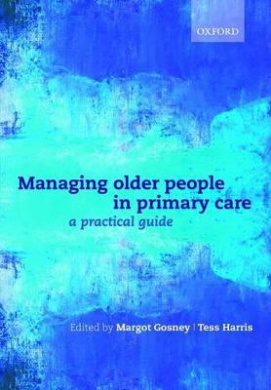 OXFORD
Managing older people
in primary care
a practical guide
Edited by Margot Gosney | Tess Harris